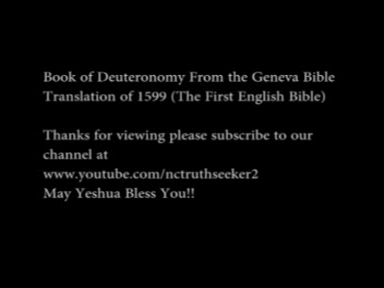 Book of Deuteronomy From the Geneva Bible
Translation of 1599 (The First English Bible)
Thanks for viewing please subscribe to our
channel at
www.youtube.com/nctruthseeker2
May Yeshua Bless You!!